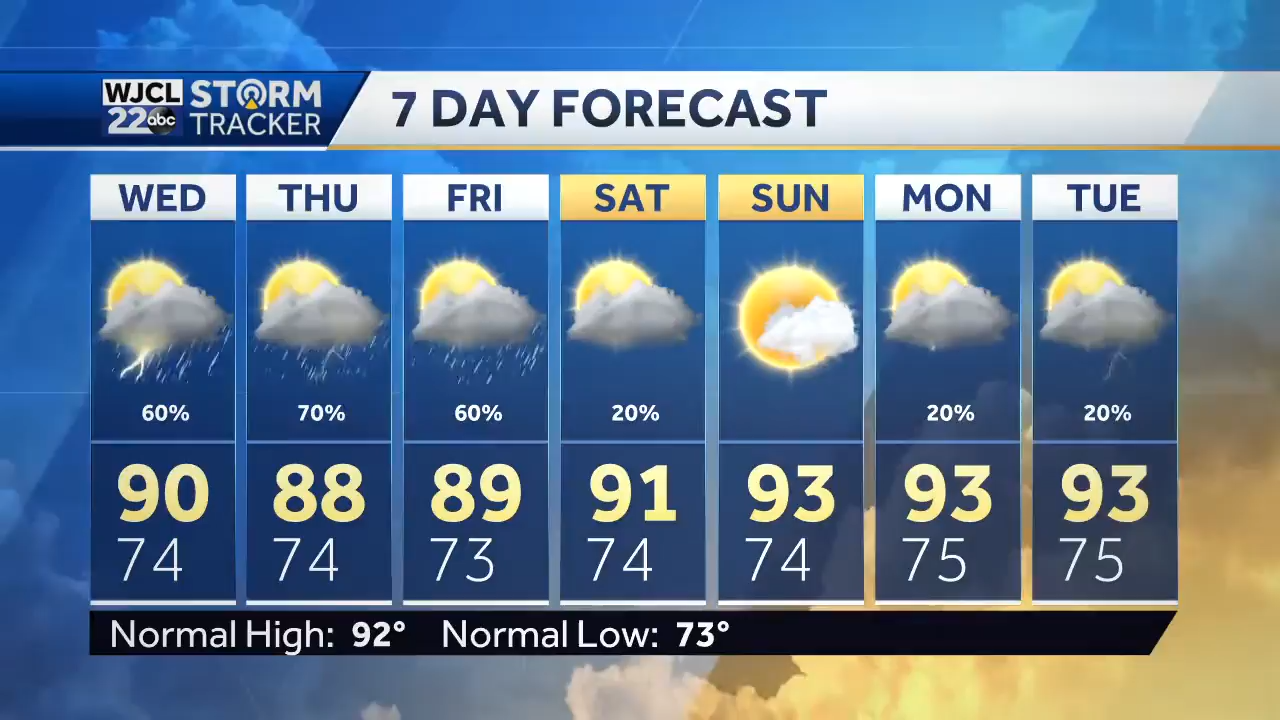 WJCL
22 abc
STORM
TRACKER
7 DAY FORECAST
WED THU FRI SAT SUN MON TUE
60% 70% 60% 20% 20% 20%
90 88 89 91 93 93 93
74 74 73 74 74 75 75
Normal High: 92° Normal Low: 73°